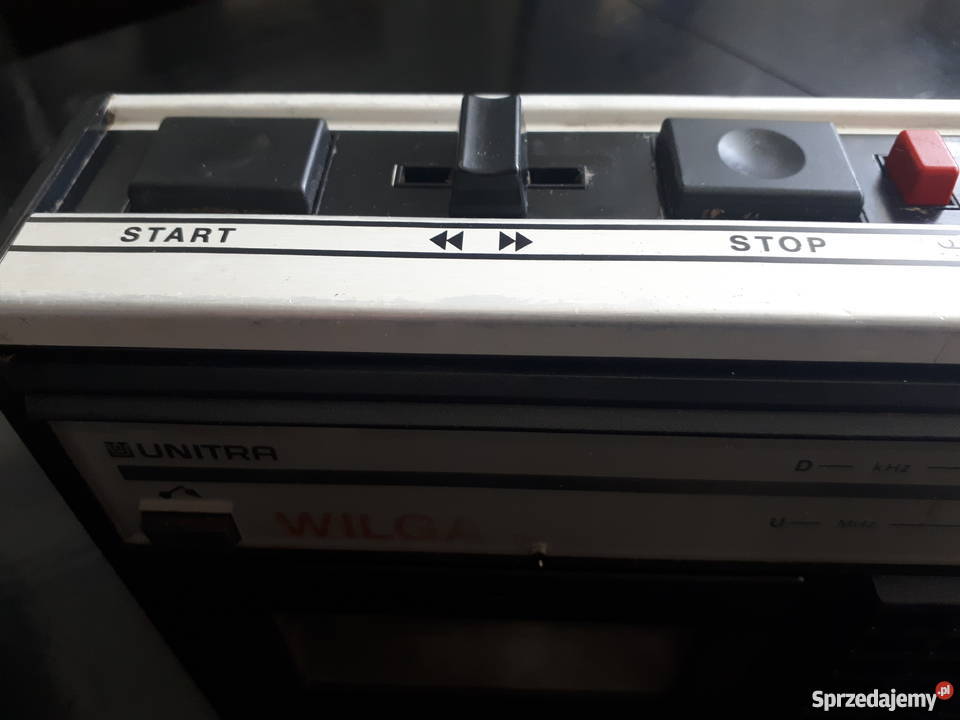 START ◀◀ ▶▶ STOP
UNITRA
D kHz
WILGA
U MHz
Sprzedajemy.pl